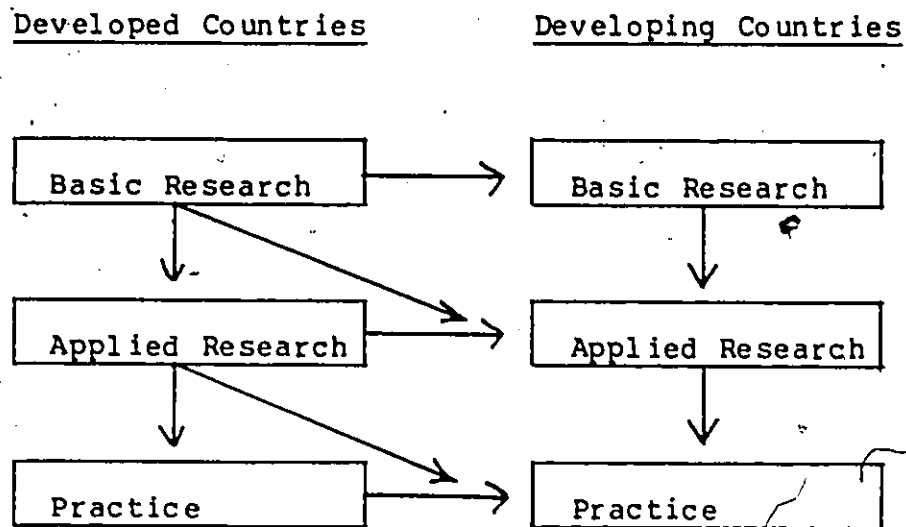 Developed Countries
Developing Countries
Basic Research
Basic Research
Applied Research
Applied Research
Practice
Practice